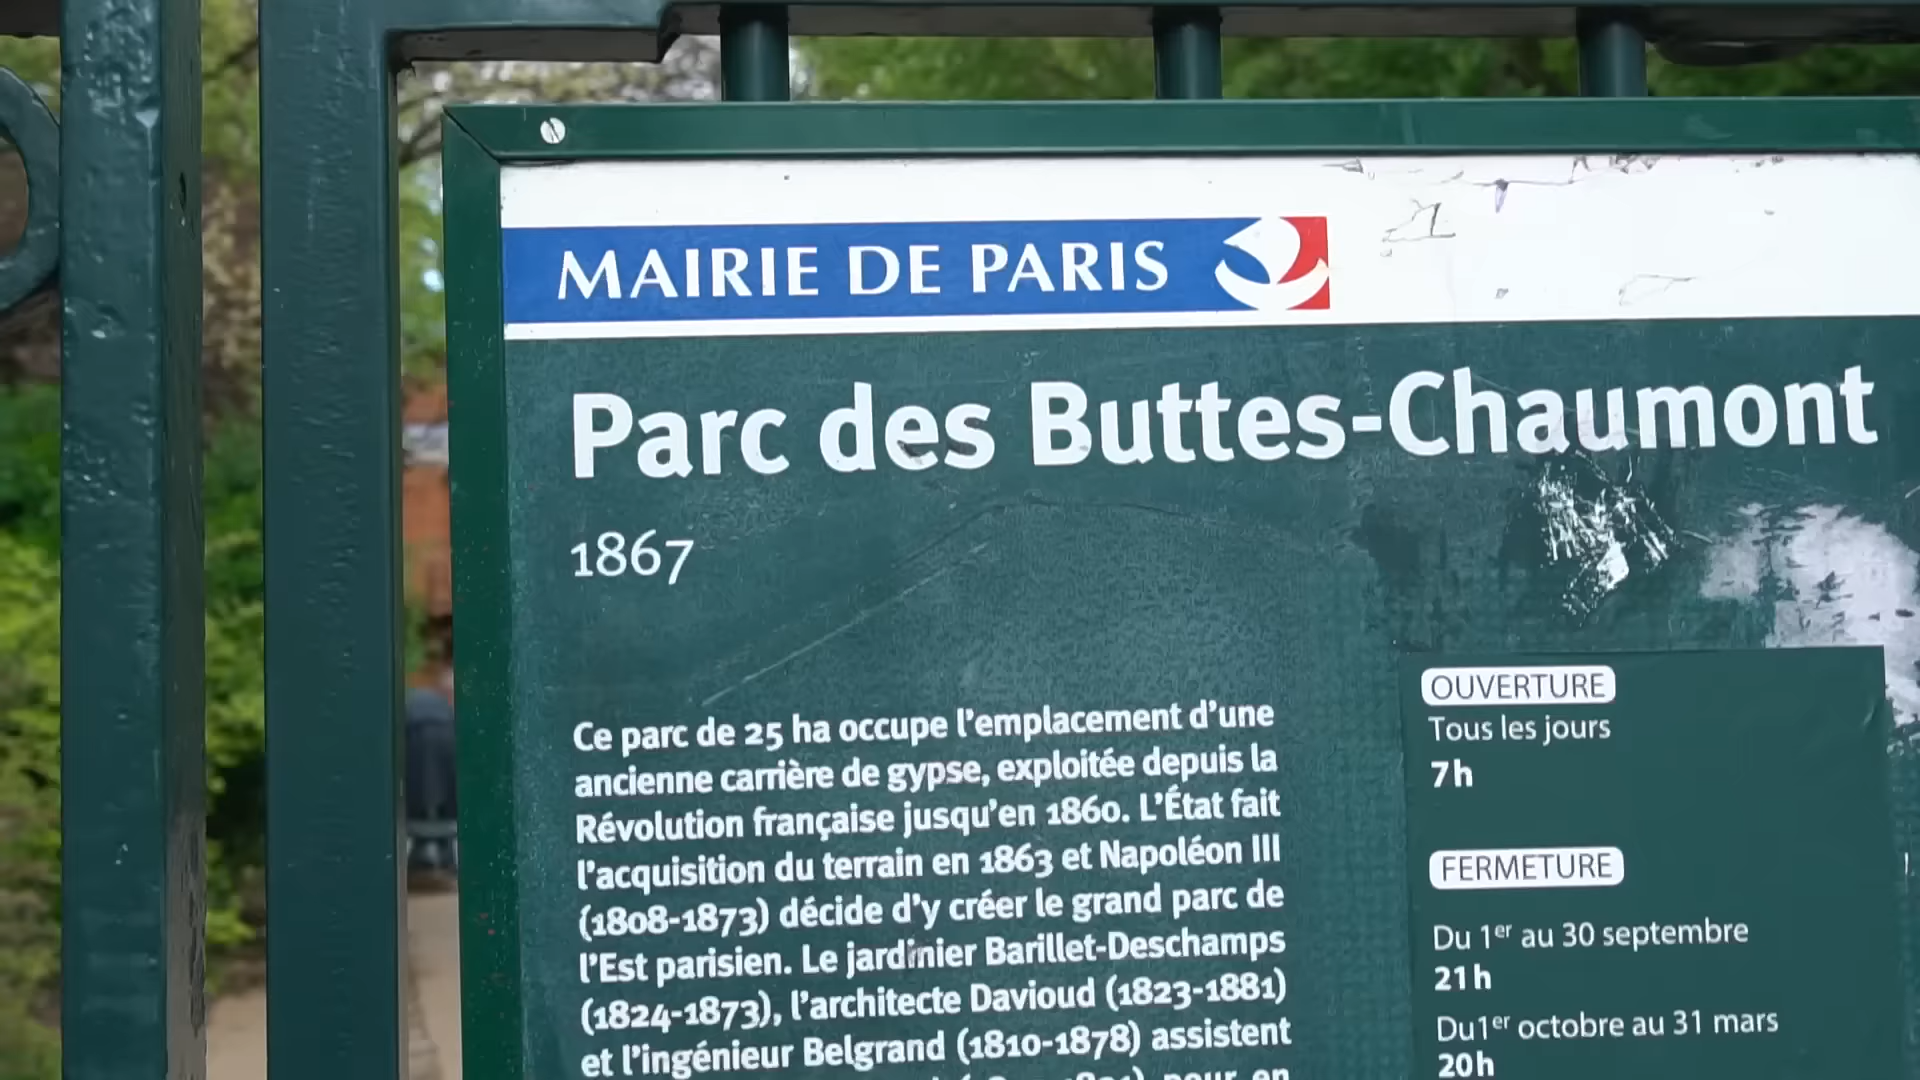 MAIRIE DE PARIS
Parc des Buttes-Chaumont
1867
Ce parc de 25 ha occupe l'emplacement d'une
ancienne carrière de gypse, exploitée depuis la
Révolution française jusqu'en 1860. L'État fait
l'acquisition du terrain en 1863 et Napoléon III
(1808-1873) décide d'y créer le grand parc de
l'Est parisien. Le jardinier Barillet-Deschamps
(1824-1873), l'architecte Davioud (1823-1881)
et l'ingénieur Belgrand (1810-1878) assistent
pour en
OUVERTURE
Tous les jours
7h
FERMETURE
Du 1er au 30 septembre
21h
Du 1er octobre au 31 mars
20h